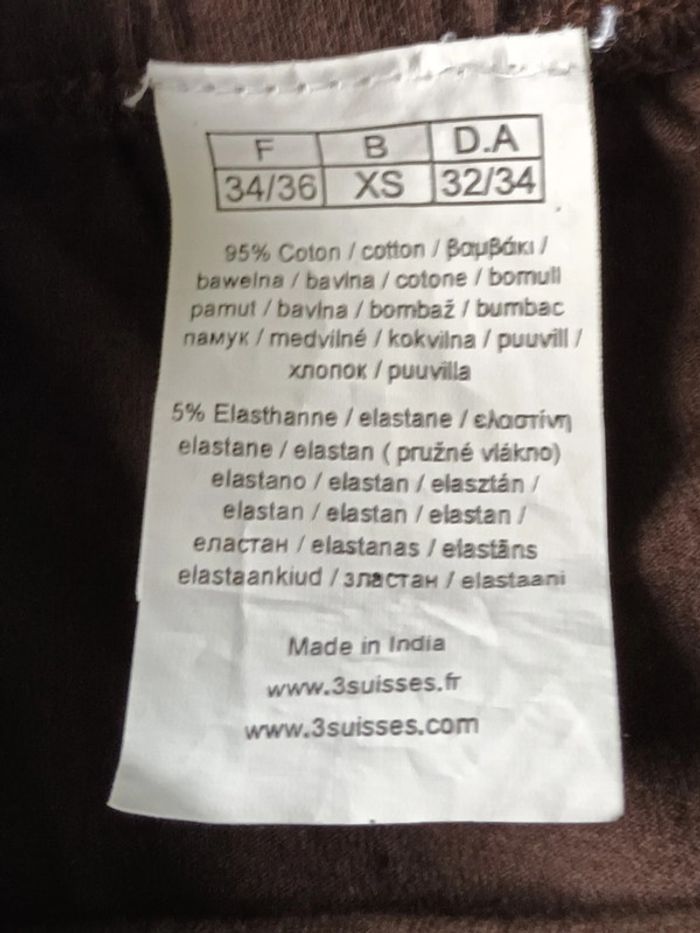 F B D.A
34/36 XS 32/34
95% Coton / cotton / βαμβάκι /
bawelna / bavlna / cotone / bomull
pamut / bavlna / bombaž / bumbac
памук / medvilné / kokvilna / puuvill /
хлопок / puuvilla
5% Elasthanne / elastane / ελαστίνη
elastane / elastan ( pružné vlákno)
elastano / elastan / elasztán /
elastan / elastan / elastan /
еластан / elastanas / elastāns
elastaankiud / зластан / elastaani
Made in India
www.3suisses.fr
www.3suisses.com